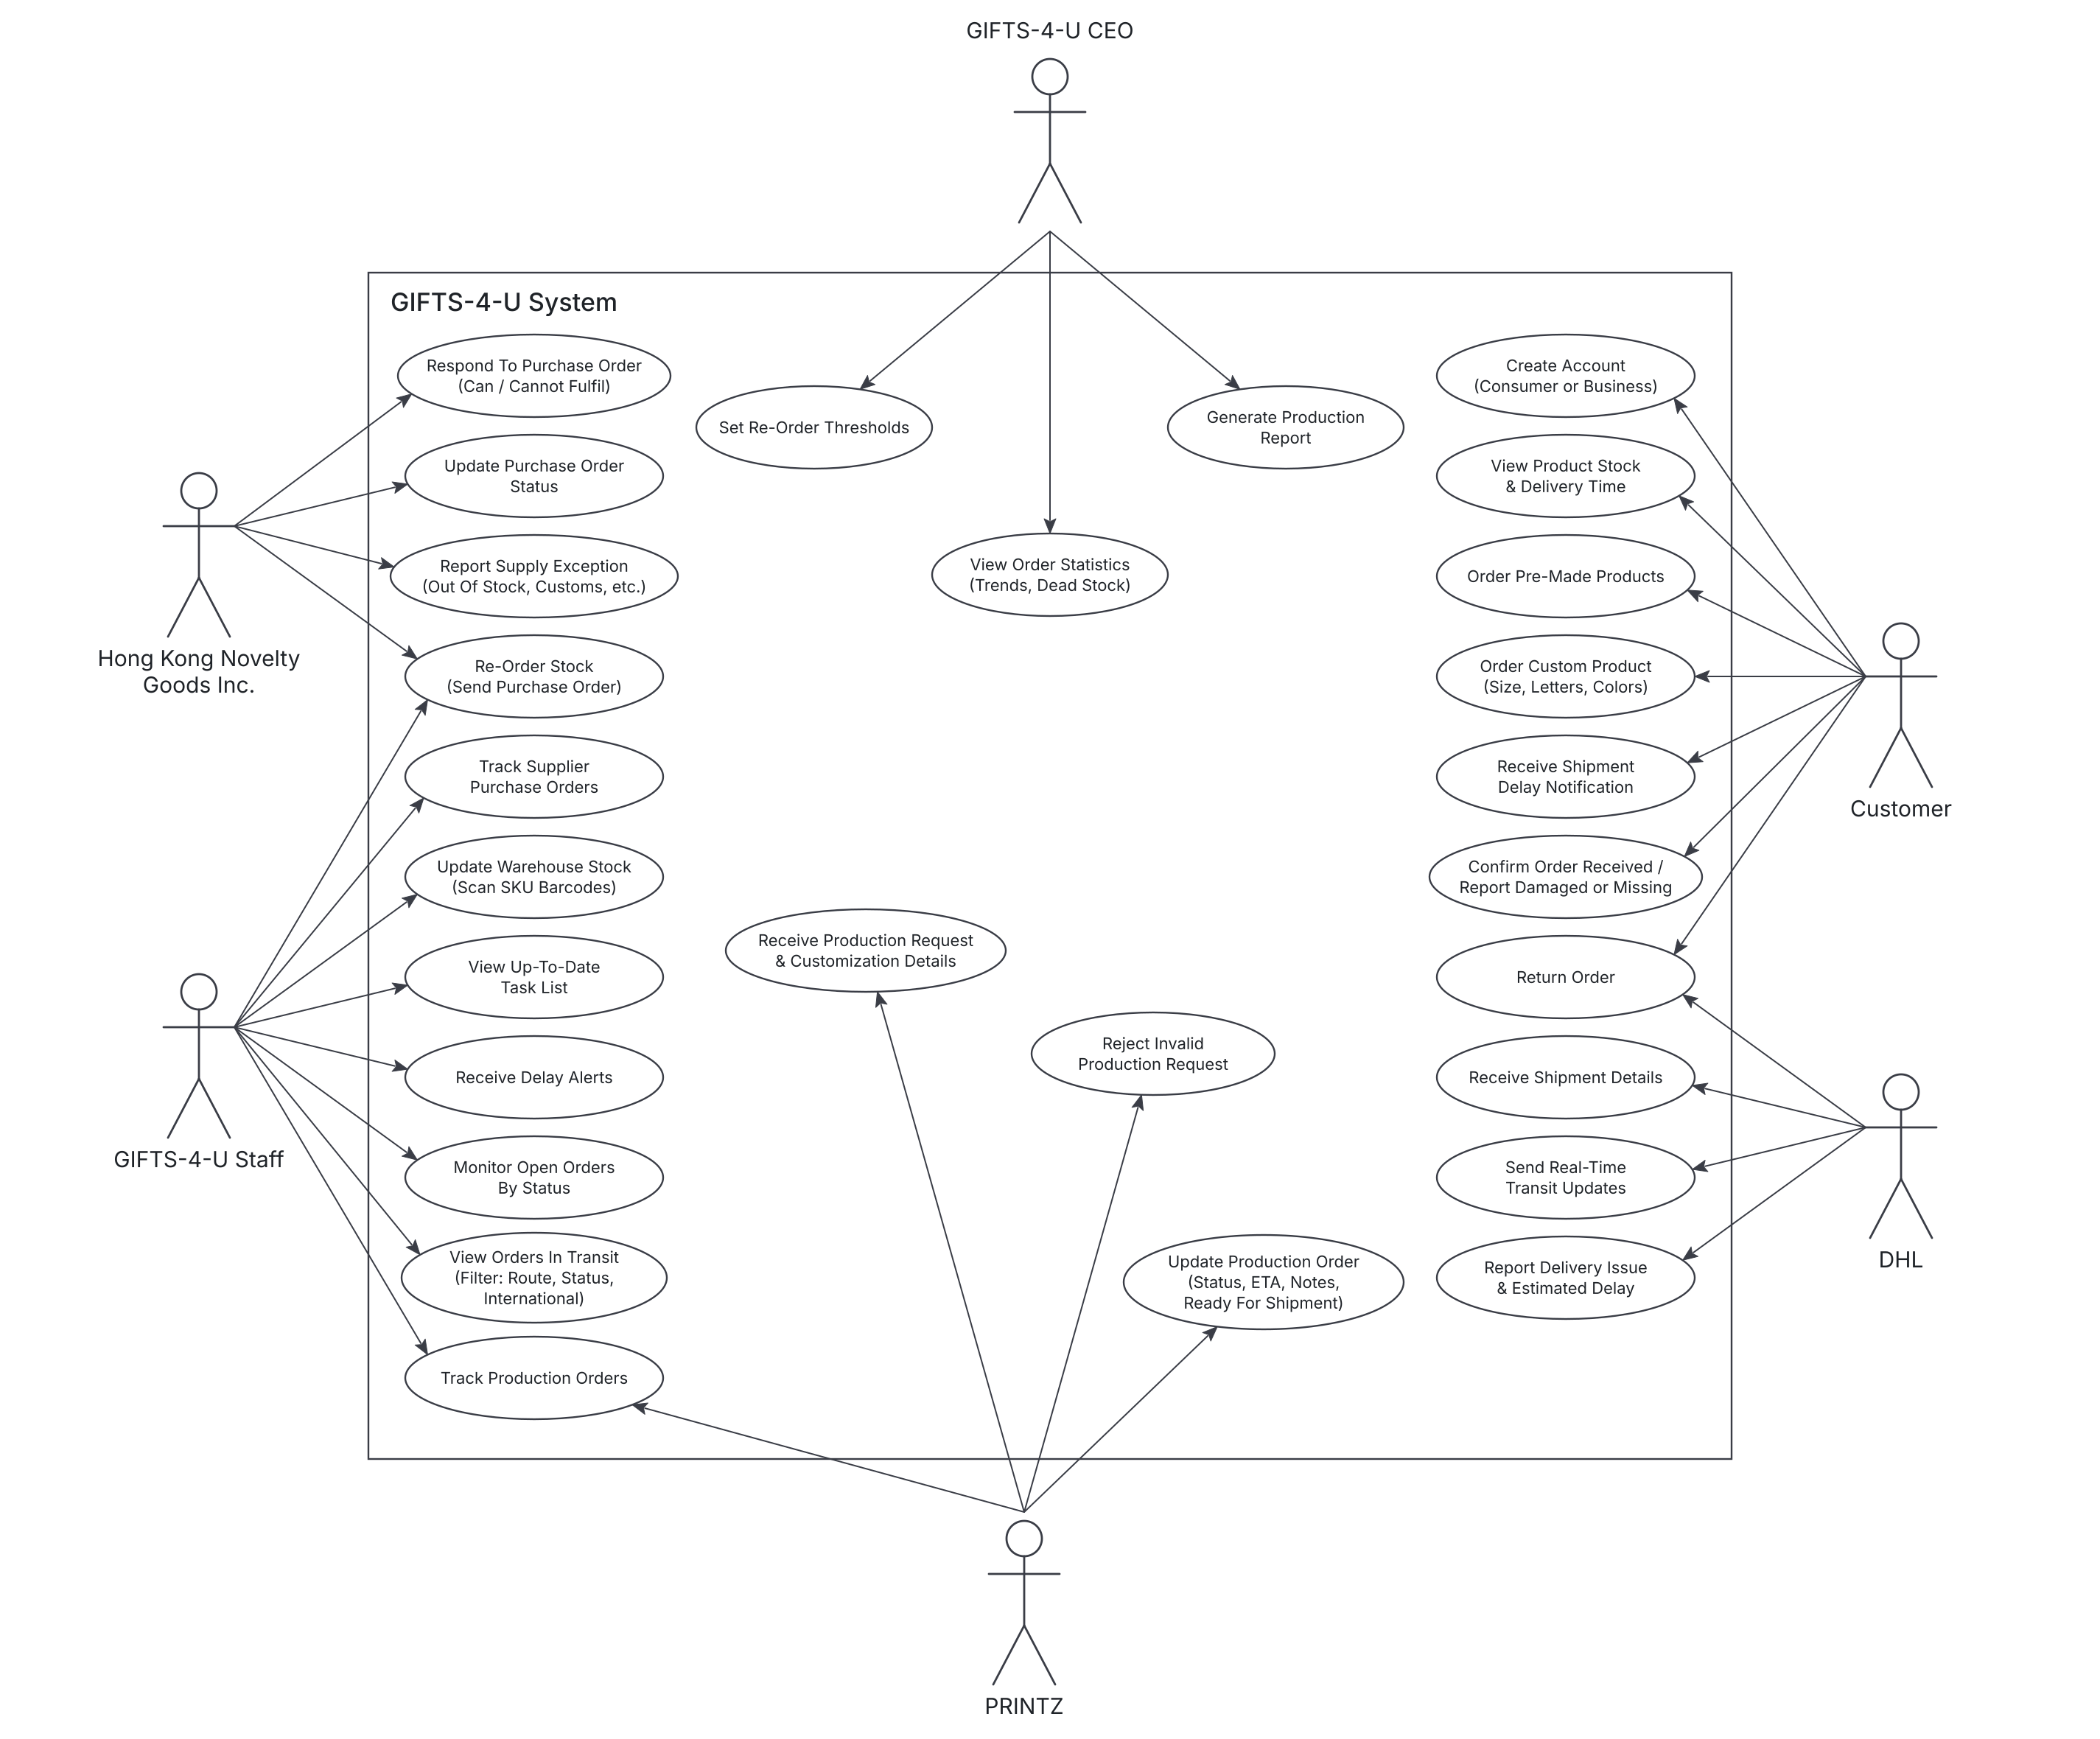 GIFTS-4-U CEO
GIFTS-4-U System
Respond To Purchase Order
(Can / Cannot Fulfil)
Update Purchase Order
Status
Report Supply Exception
(Out Of Stock, Customs, etc.)
Re-Order Stock
(Send Purchase Order)
Track Supplier
Purchase Orders
Update Warehouse Stock
(Scan SKU Barcodes)
View Up-To-Date
Task List
Receive Delay Alerts
Monitor Open Orders
By Status
View Orders In Transit
(Filter: Route, Status,
International)
Track Production Orders
Hong Kong Novelty
Goods Inc.
GIFTS-4-U Staff
Set Re-Order Thresholds
View Order Statistics
(Trends, Dead Stock)
Generate Production
Report
Receive Production Request
& Customization Details
Reject Invalid
Production Request
Update Production Order
(Status, ETA, Notes,
Ready For Shipment)
Create Account
(Consumer or Business)
View Product Stock
& Delivery Time
Order Pre-Made Products
Order Custom Product
(Size, Letters, Colors)
Receive Shipment
Delay Notification
Confirm Order Received /
Report Damaged or Missing
Return Order
Receive Shipment Details
Send Real-Time
Transit Updates
Report Delivery Issue
& Estimated Delay
Customer
DHL
PRINTZ